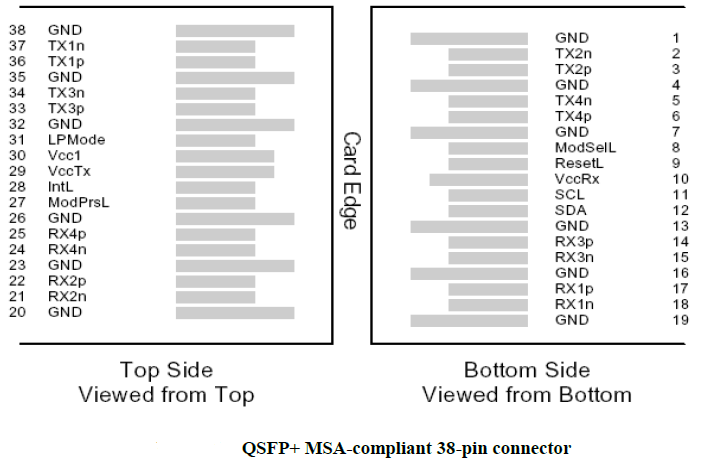 38 GND
37 TX1n
36 TX1p
35 GND
34 TX3n
33 TX3p
32 GND
31 LPMode
30 Vcc1
29 VccTx
28 IntL
27 ModPrsL
26 GND
25 RX4p
24 RX4n
23 GND
22 RX2p
21 RX2n
20 GND
Card Edge
GND 1
TX2n 2
TX2p 3
GND 4
TX4n 5
TX4p 6
GND 7
ModSelL 8
ResetL 9
VccRx 10
SCL 11
SDA 12
GND 13
RX3p 14
RX3n 15
GND 16
RX1p 17
RX1n 18
GND 19
Top Side
Viewed from Top
Bottom Side
Viewed from Bottom
QSFP+ MSA-compliant 38-pin connector